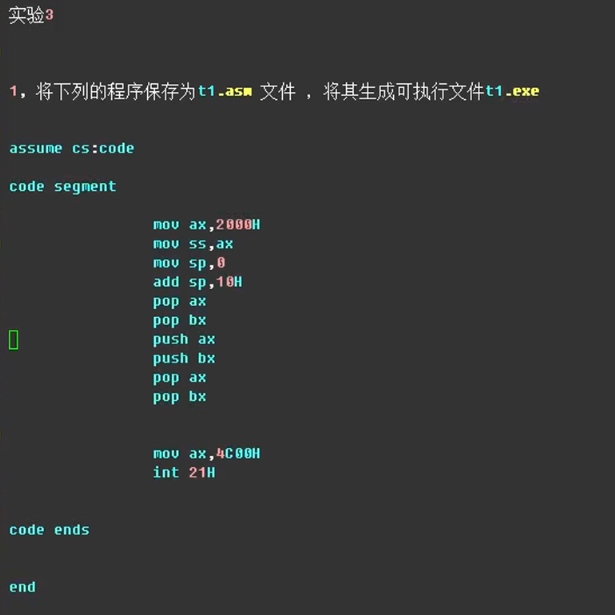 实验3
1，将下列的程序保存为t1.asm 文件 ，将其生成可执行文件t1.exe
assume cs:code
code segment
mov ax,2000H
mov ss,ax
mov sp,0
add sp,10H
pop ax
pop bx
push ax
push bx
pop ax
pop bx
mov ax,4C00H
int 21H
code ends
end